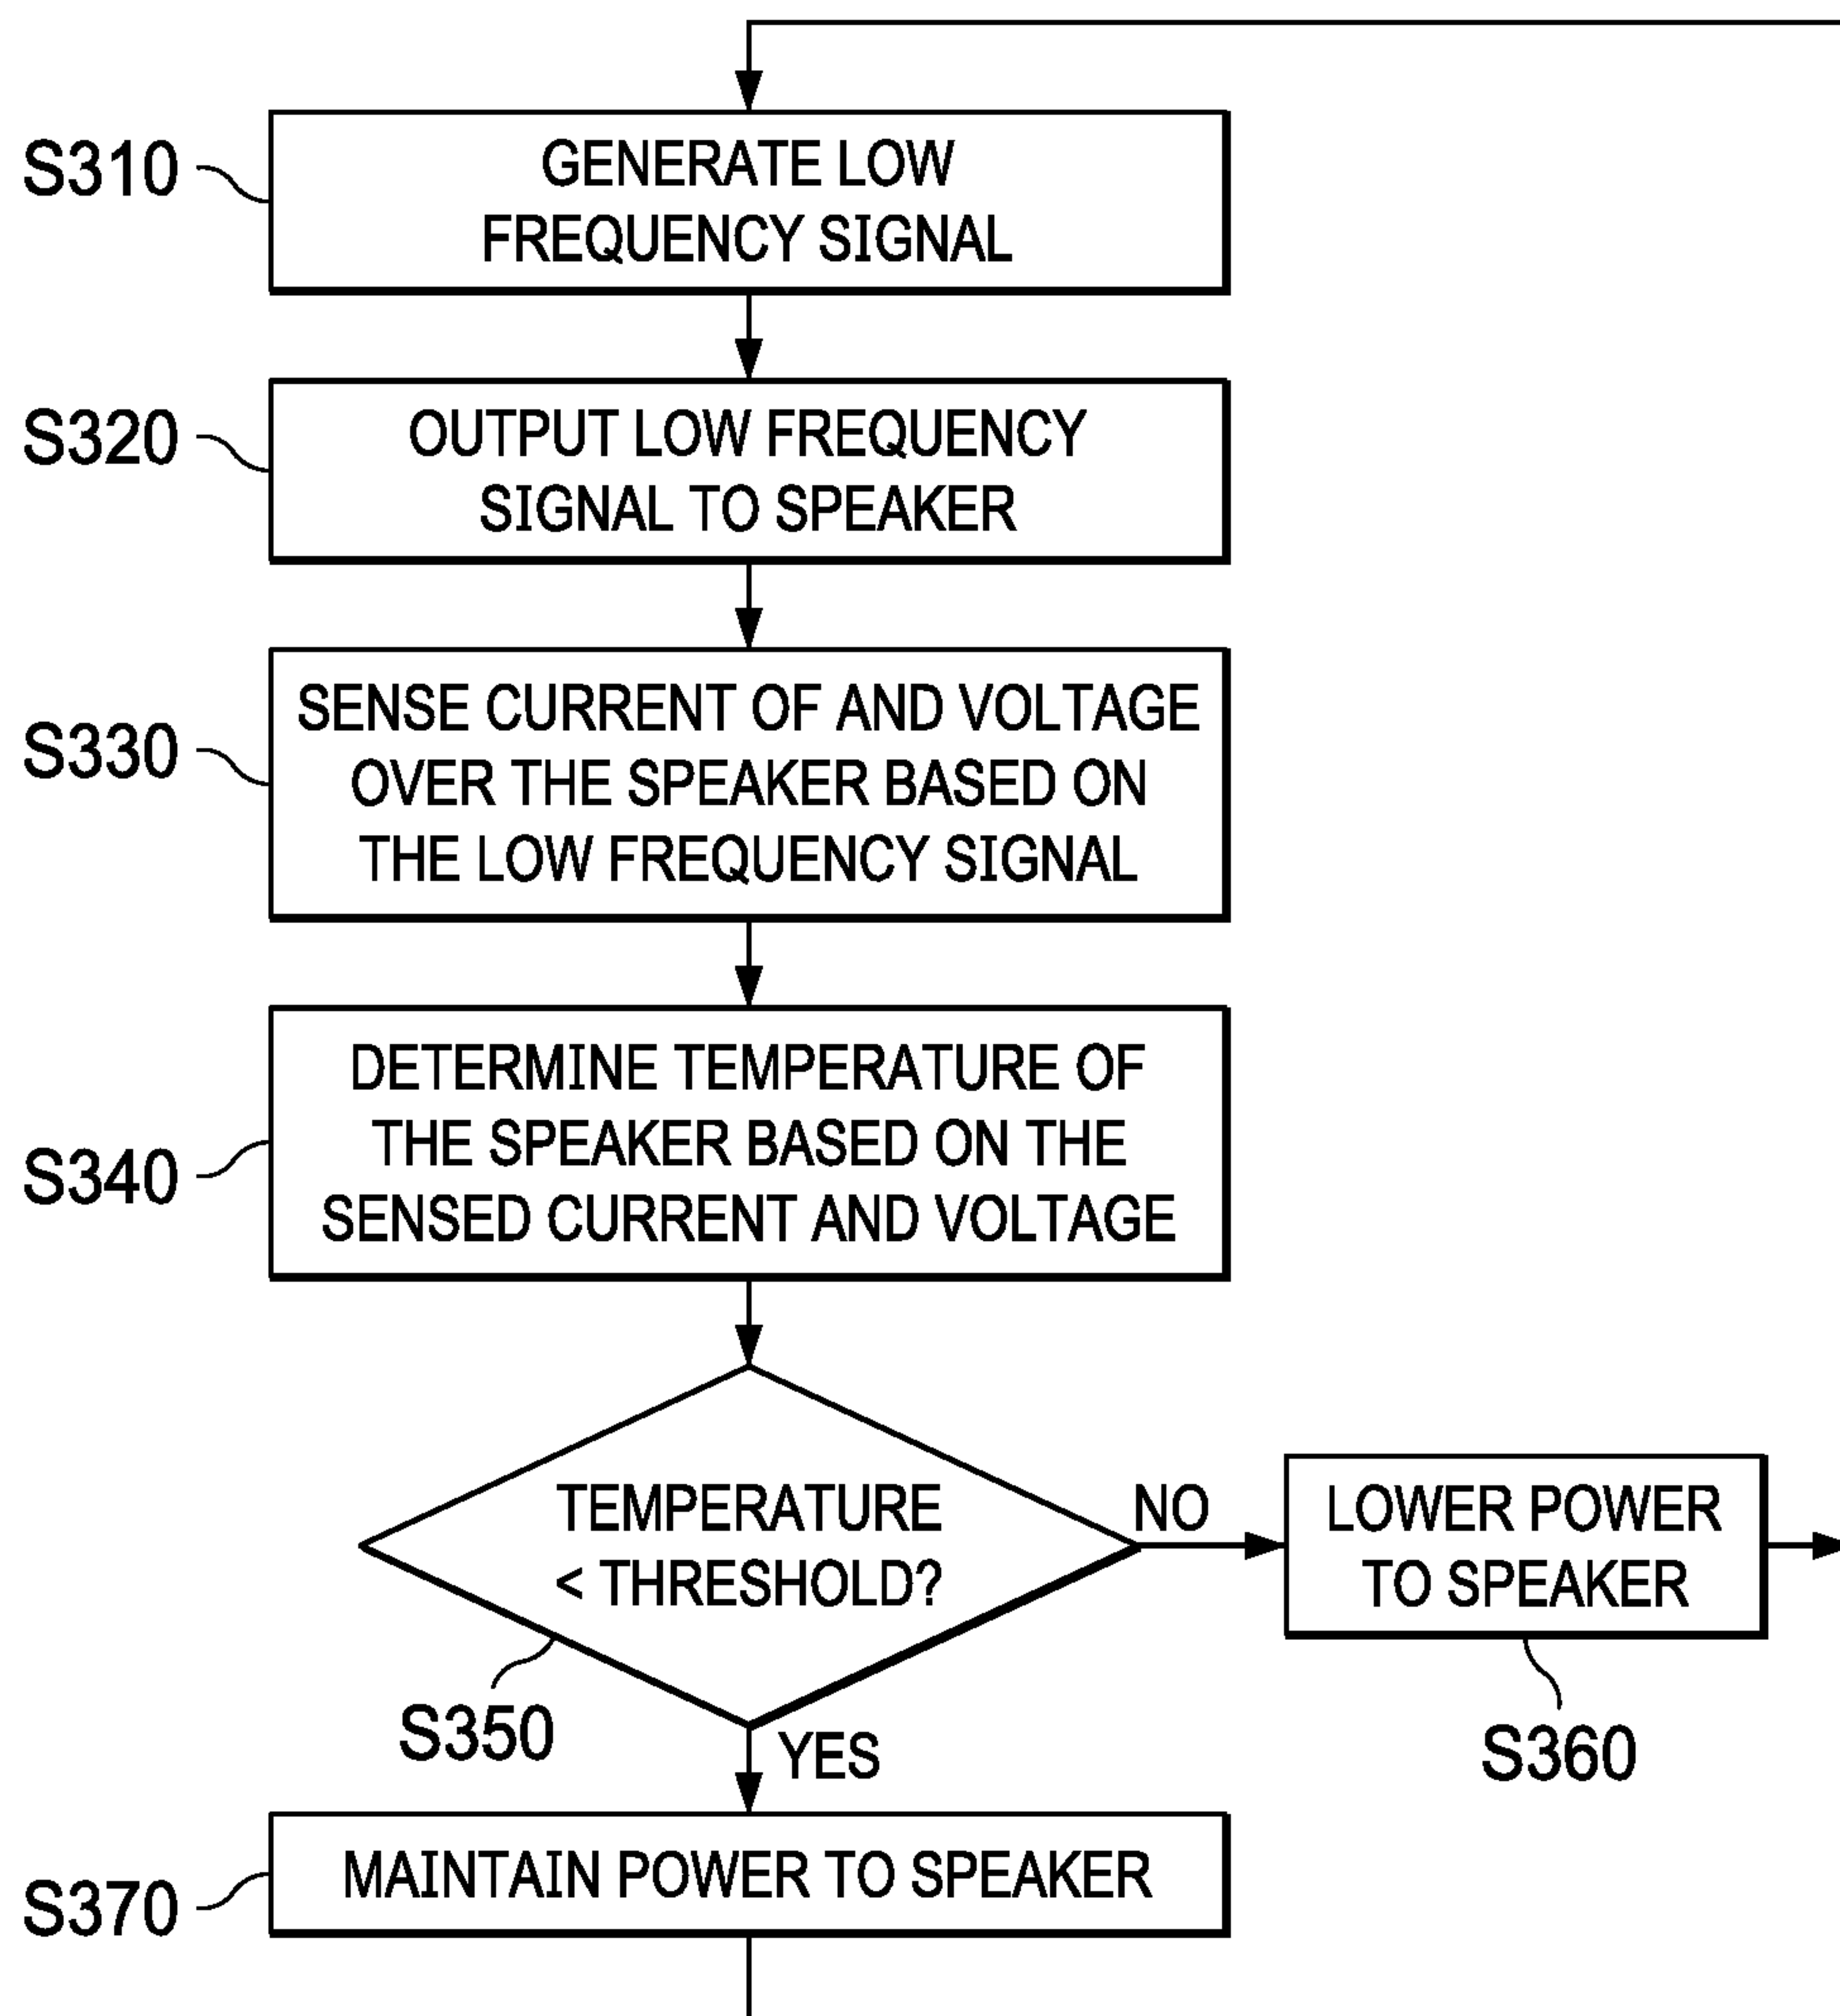 S310
GENERATE LOW
FREQUENCY SIGNAL
S320
OUTPUT LOW FREQUENCY
SIGNAL TO SPEAKER
S330
SENSE CURRENT OF AND VOLTAGE
OVER THE SPEAKER BASED ON
THE LOW FREQUENCY SIGNAL
S340
DETERMINE TEMPERATURE OF
THE SPEAKER BASED ON THE
SENSED CURRENT AND VOLTAGE
TEMPERATURE
< THRESHOLD?
S350
NO
LOWER POWER
TO SPEAKER
S360
YES
S370
MAINTAIN POWER TO SPEAKER